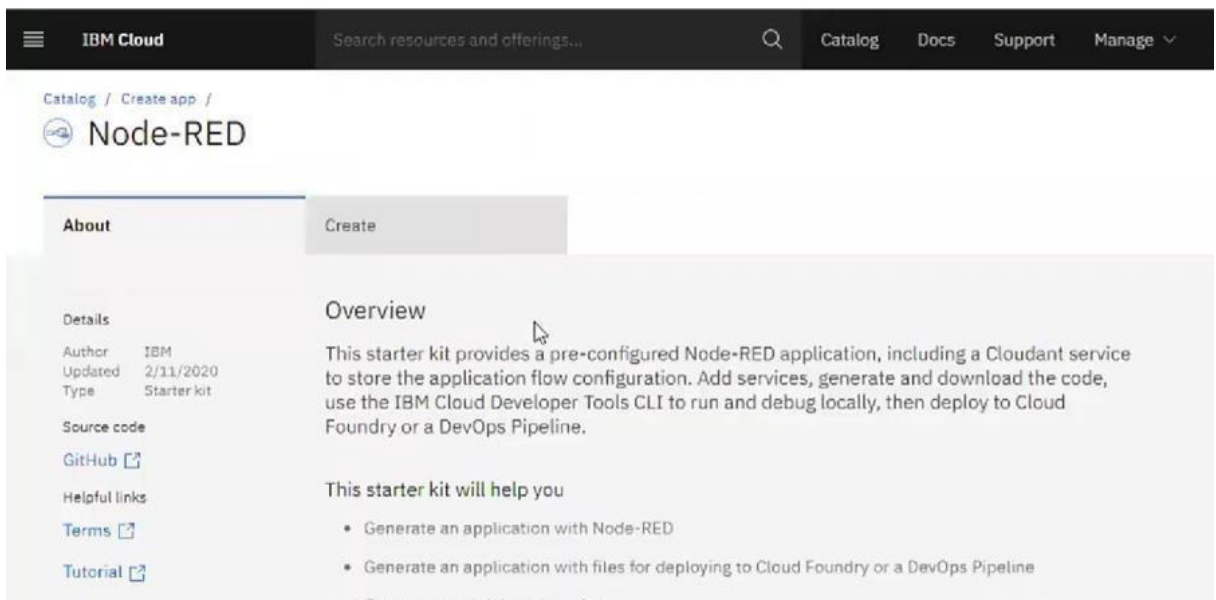 IBM Cloud
Search resources and offerings...
Catalog
Docs
Support
Manage
Catalog / Create app /
Node-RED
About
Create
Details
Author IBM
Updated 2/11/2020
Type Starter kit
Source code
GitHub
Helpful links
Terms
Tutorial
Overview
This starter kit provides a pre-configured Node-RED application, including a Cloudant service
to store the application flow configuration. Add services, generate and download the code,
use the IBM Cloud Developer Tools CLI to run and debug locally, then deploy to Cloud
Foundry or a DevOps Pipeline.
This starter kit will help you
• Generate an application with Node-RED
• Generate an application with files for deploying to Cloud Foundry or a DevOps Pipeline